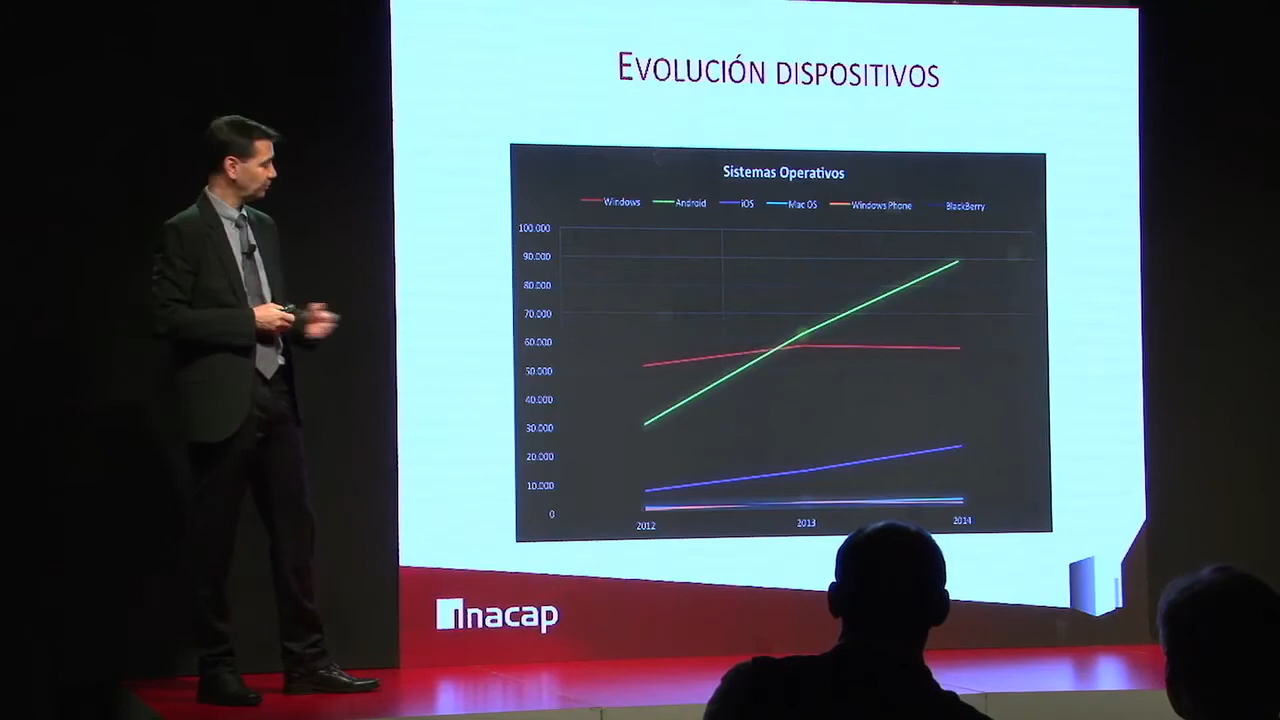 EVOLUCIÓN DISPOSITIVOS
Sistemas Operativos
Windows Android iOS Mac OS Windows Phone BlackBerry
100.000
90.000
80.000
70.000
60.000
50.000
40.000
30.000
20.000
10.000
0
2012 2013 2014
Inacap